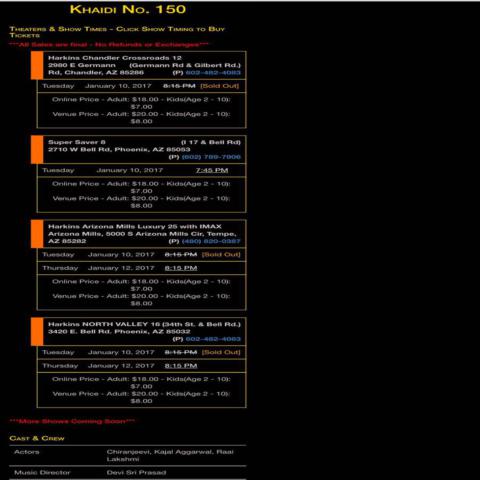 KHAIDI NO. 150
THEATERS & SHOW TIMES - CLICK SHOW TIMING TO BUY
TICKETS
***All Sales are final - No Refunds or Exchanges***
Harkins Chandler Crossroads 12
2980 E Germann (Germann Rd & Gilbert Rd.)
Rd, Chandler, AZ 85286 (P) 602-482-4083
Tuesday January 10, 2017 8:15 PM [Sold Out]
Online Price - Adult: $18.00 - Kids(Age 2 - 10):
$7.00
Venue Price - Adult: $20.00 - Kids(Age 2 - 10):
$8.00
Super Saver 8 (I 17 & Bell Rd)
2710 W Bell Rd, Phoenix, AZ 85053
(P) (602) 789-7906
Tuesday January 10, 2017 7:45 PM
Online Price - Adult: $18.00 - Kids(Age 2 - 10):
$7.00
Venue Price - Adult: $20.00 - Kids(Age 2 - 10):
$8.00
Harkins Arizona Mills Luxury 25 with IMAX
Arizona Mills, 5000 S Arizona Mills Cir, Tempe,
AZ 85282 (P) (480) 820-0387
Tuesday January 10, 2017 8:15 PM [Sold Out]
Thursday January 12, 2017 8:15 PM
Online Price - Adult: $18.00 - Kids(Age 2 - 10):
$7.00
Venue Price - Adult: $20.00 - Kids(Age 2 - 10):
$8.00
Harkins NORTH VALLEY 16 (34th St. & Bell Rd.)
3420 E. Bell Rd. Phoenix, AZ 85032
(P) 602-482-4083
Tuesday January 10, 2017 8:15 PM [Sold Out]
Thursday January 12, 2017 8:15 PM
Online Price - Adult: $18.00 - Kids(Age 2 - 10):
$7.00
Venue Price - Adult: $20.00 - Kids(Age 2 - 10):
$8.00
***More Shows Coming Soon***
CAST & CREW
Actors Chiranjeevi, Kajal Aggarwal, Raai
Lakshmi
Music Director Devi Sri Prasad